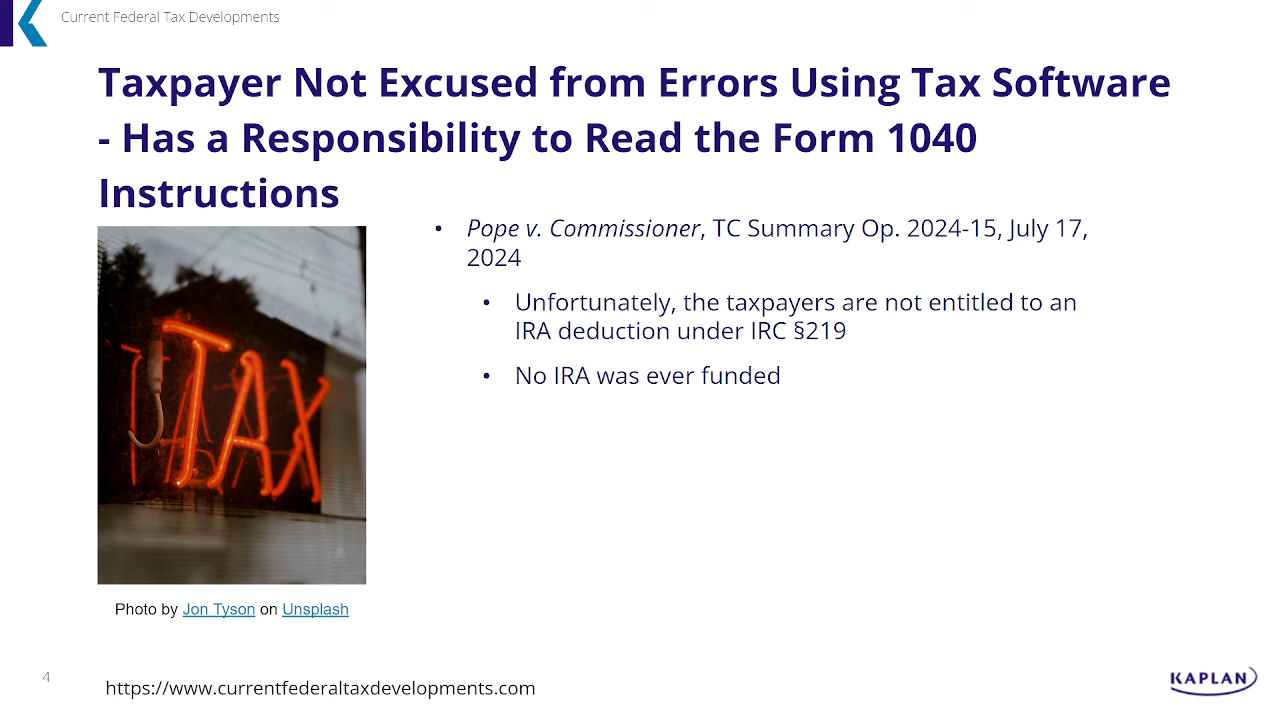 Current Federal Tax Developments
Taxpayer Not Excused from Errors Using Tax Software
- Has a Responsibility to Read the Form 1040
Instructions
• Pope v. Commissioner, TC Summary Op. 2024-15, July 17,
2024
• Unfortunately, the taxpayers are not entitled to an
IRA deduction under IRC §219
• No IRA was ever funded
TAX
Photo by Jon Tyson on Unsplash
4
https://www.currentfederaltaxdevelopments.com
KAPLAN